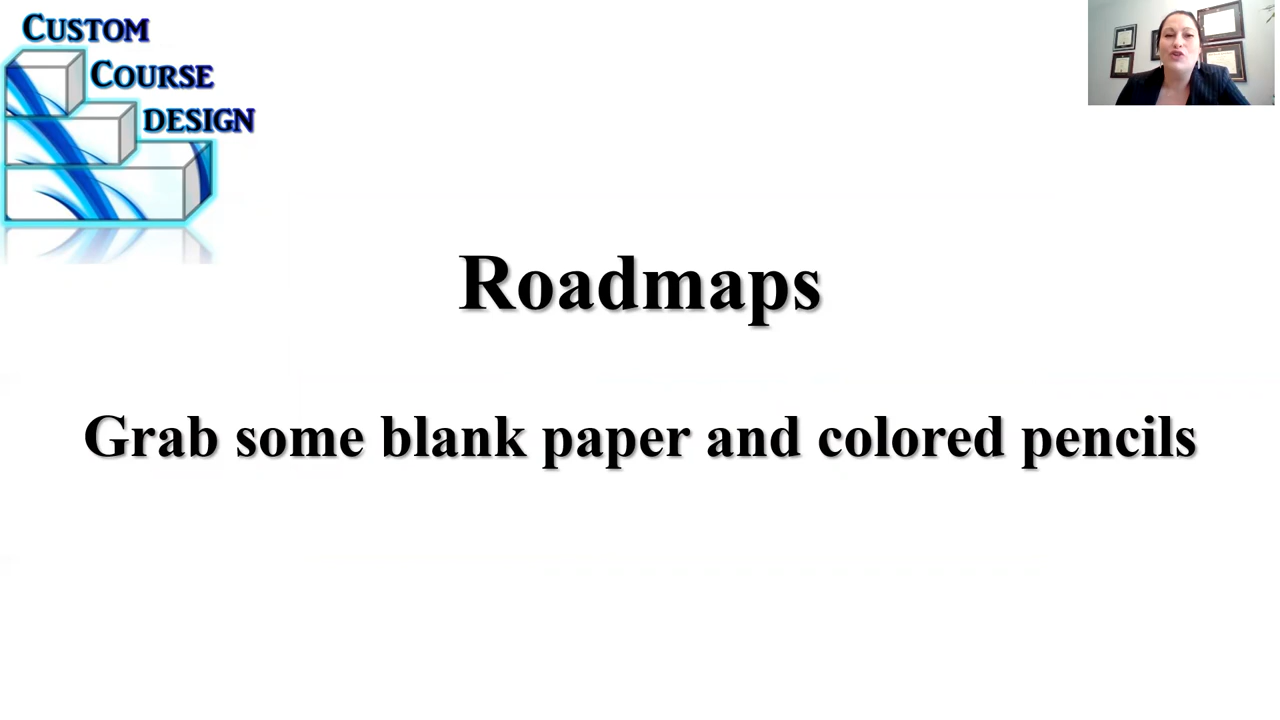 CUSTOM
COURSE
DESIGN
Roadmaps
Grab some blank paper and colored pencils